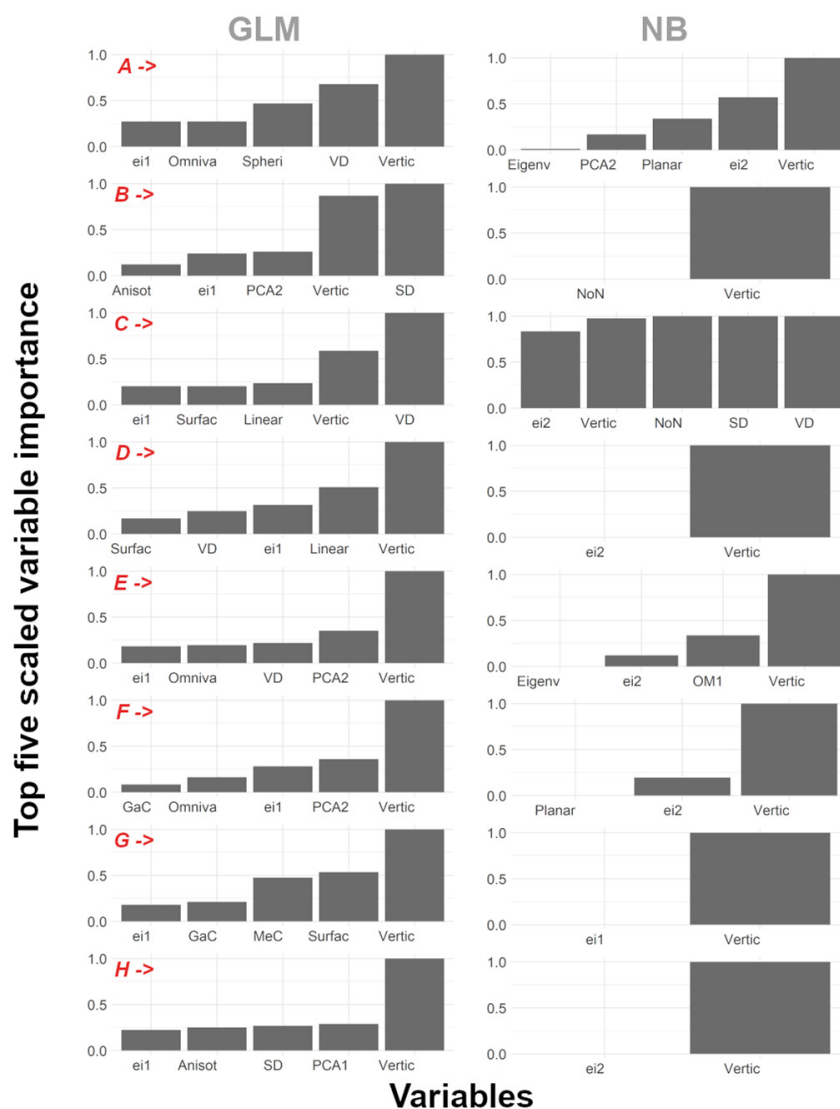 GLM NB
Top five scaled variable importance
A ->
1.0
0.5
0.0
ei1 Omniva Spheri VD Vertic
1.0
0.5
0.0
Eigenv PCA2 Planar ei2 Vertic
B ->
1.0
0.5
0.0
Anisot ei1 PCA2 Vertic SD
1.0
0.5
0.0
NoN Vertic
C ->
1.0
0.5
0.0
ei1 Surfac Linear Vertic VD
1.0
0.5
0.0
ei2 Vertic NoN SD VD
D ->
1.0
0.5
0.0
Surfac VD ei1 Linear Vertic
1.0
0.5
0.0
ei2 Vertic
E ->
1.0
0.5
0.0
ei1 Omniva VD PCA2 Vertic
1.0
0.5
0.0
Eigenv ei2 OM1 Vertic
F ->
1.0
0.5
0.0
GaC Omniva ei1 PCA2 Vertic
1.0
0.5
0.0
Planar ei2 Vertic
G ->
1.0
0.5
0.0
ei1 GaC MeC Surfac Vertic
1.0
0.5
0.0
ei1 Vertic
H ->
1.0
0.5
0.0
ei1 Anisot SD PCA1 Vertic
1.0
0.5
0.0
ei2 Vertic
Variables